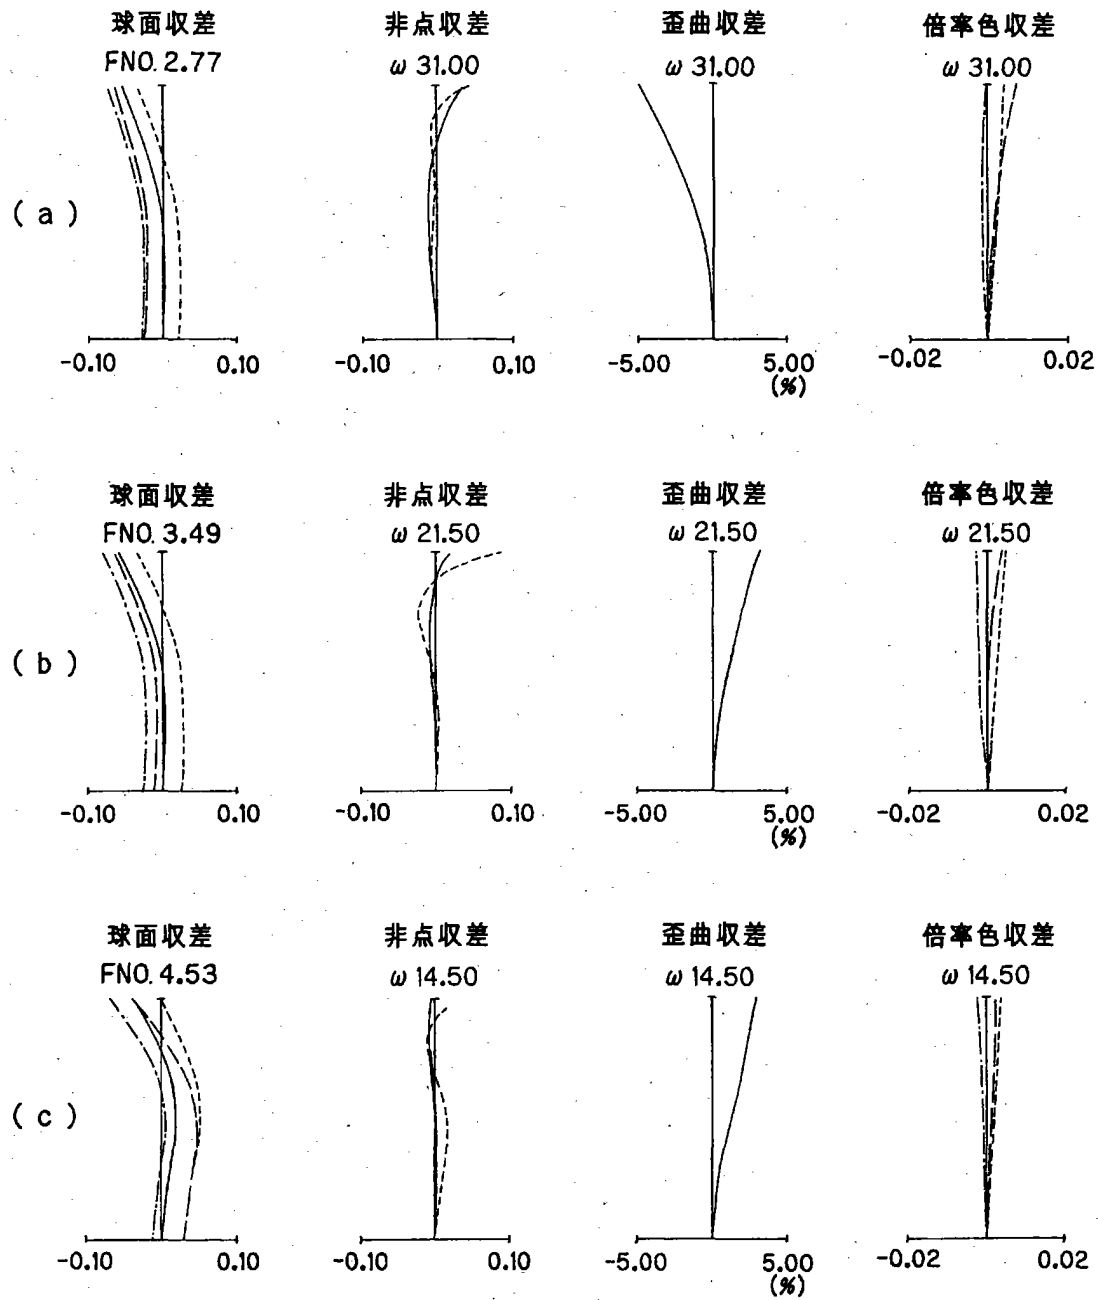 球面収差 非点収差 歪曲収差 倍率色収差
FNO. 2.77 ω 31.00 ω 31.00 ω 31.00
( a )
-0.10 0.10 -0.10 0.10 -5.00 5.00 -0.02 0.02
(%)
球面収差 非点収差 歪曲収差 倍率色収差
FNO. 3.49 ω 21.50 ω 21.50 ω 21.50
( b )
-0.10 0.10 -0.10 0.10 -5.00 5.00 -0.02 0.02
(%)
球面収差 非点収差 歪曲収差 倍率色収差
FNO. 4.53 ω 14.50 ω 14.50 ω 14.50
( c )
-0.10 0.10 -0.10 0.10 -5.00 5.00 -0.02 0.02
(%)